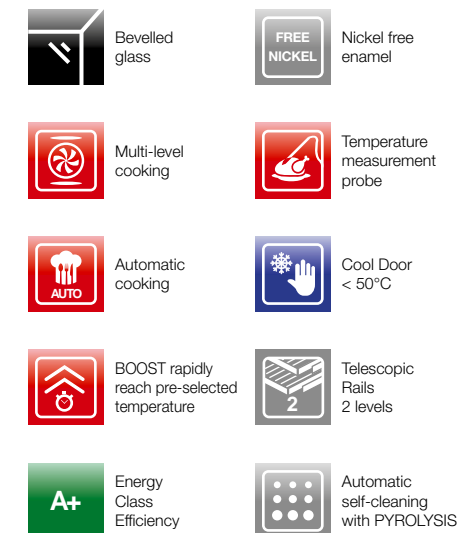 Bevelled
glass
FREE
NICKEL
Nickel free
enamel
Multi-level
cooking
Temperature
measurement
probe
AUTO
Automatic
cooking
Cool Door
< 50°C
BOOST rapidly
reach pre-selected
temperature
2
Telescopic
Rails
2 levels
A+
Energy
Class
Efficiency
Automatic
self-cleaning
with PYROLYSIS